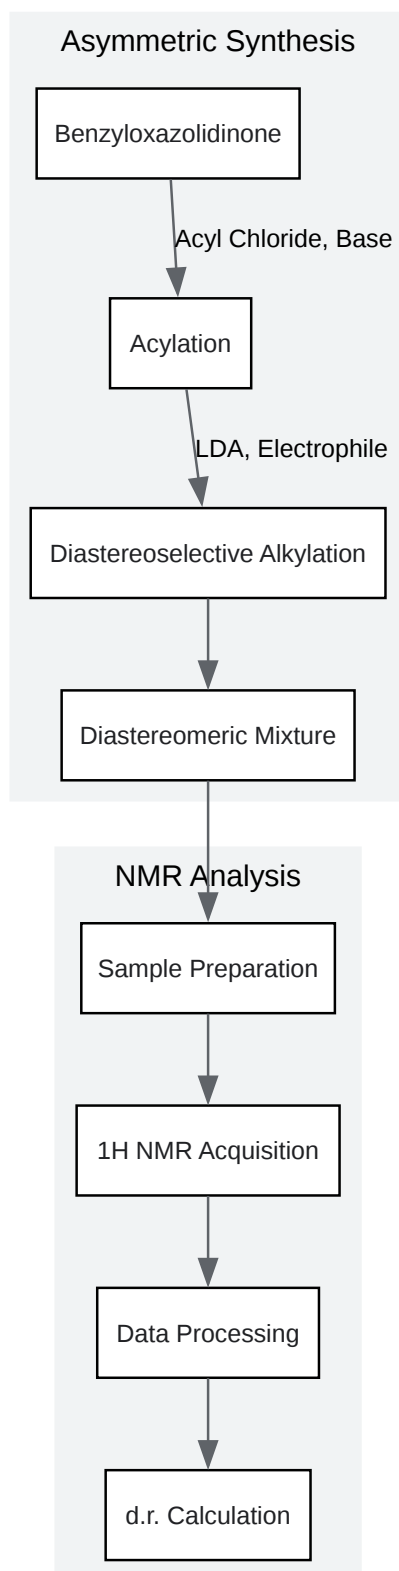 Asymmetric Synthesis
Benzyloxazolidinone
Acyl Chloride, Base
Acylation
LDA, Electrophile
Diastereoselective Alkylation
Diastereomeric Mixture
NMR Analysis
Sample Preparation
1H NMR Acquisition
Data Processing
d.r. Calculation